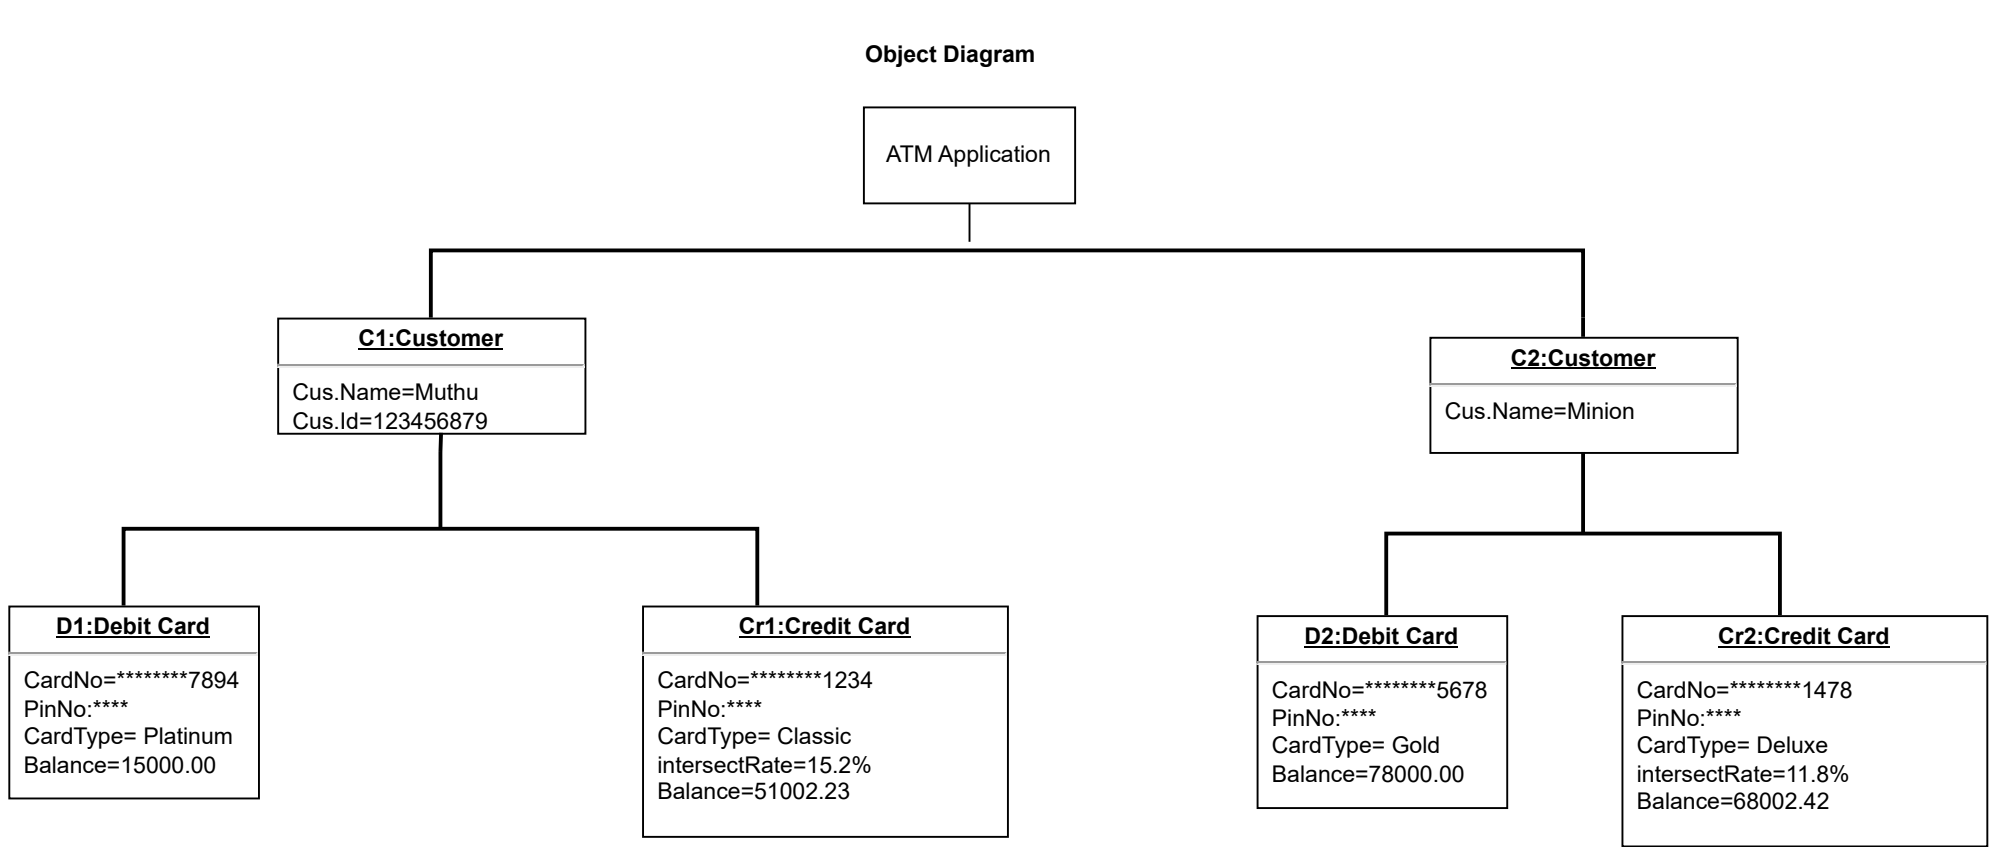 Object Diagram
ATM Application
C1:Customer
Cus.Name=Muthu
Cus.Id=123456879
C2:Customer
Cus.Name=Minion
D1:Debit Card
CardNo=********7894
PinNo:****
CardType= Platinum
Balance=15000.00
Cr1:Credit Card
CardNo=********1234
PinNo:****
CardType= Classic
intersectRate=15.2%
Balance=51002.23
D2:Debit Card
CardNo=********5678
PinNo:****
CardType= Gold
Balance=78000.00
Cr2:Credit Card
CardNo=********1478
PinNo:****
CardType= Deluxe
intersectRate=11.8%
Balance=68002.42